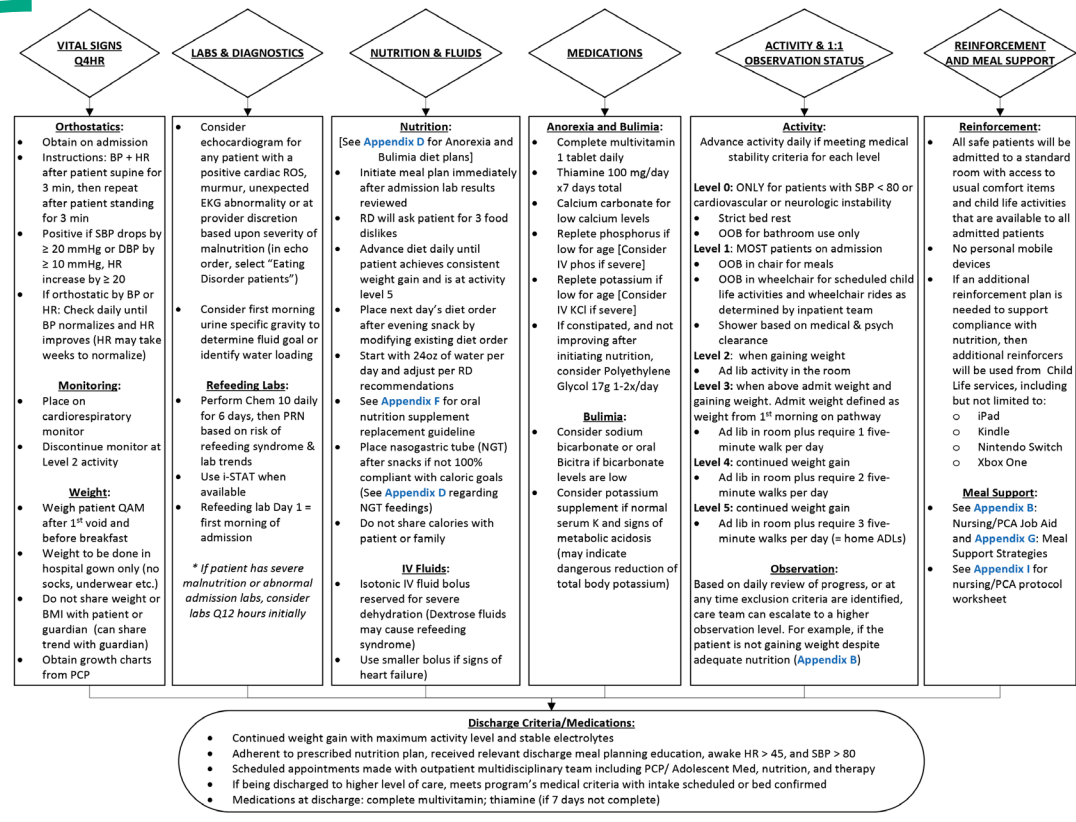 VITAL SIGNS
Q4HR
LABS & DIAGNOSTICS
NUTRITION & FLUIDS
MEDICATIONS
ACTIVITY & 1:1
OBSERVATION STATUS
REINFORCEMENT
AND MEAL SUPPORT
Orthostatics:
• Obtain on admission
• Instructions: BP + HR
after patient supine for
3 min, then repeat
after patient standing
for 3 min
• Positive if SBP drops by
≥ 20 mmHg or DBP by
≥ 10 mmHg, HR
increase by ≥ 20
• If orthostatic by BP or
HR: Check daily until
BP normalizes and HR
improves (HR may take
weeks to normalize)
Monitoring:
• Place on
cardiorespiratory
monitor
• Discontinue monitor at
Level 2 activity
Weight:
• Weigh patient QAM
after 1st void and
before breakfast
• Weight to be done in
hospital gown only (no
socks, underwear etc.)
• Do not share weight or
BMI with patient or
guardian (can share
trend with guardian)
• Obtain growth charts
from PCP
• Consider
echocardiogram for
any patient with a
positive cardiac ROS,
murmur, unexpected
EKG abnormality or at
provider discretion
based upon severity of
malnutrition (in echo
order, select "Eating
Disorder patients")
• Consider first morning
urine specific gravity to
determine fluid goal or
identify water loading
Refeeding Labs:
• Perform Chem 10 daily
for 6 days, then PRN
based on risk of
refeeding syndrome &
lab trends
• Use i-STAT when
available
• Refeeding lab Day 1 =
first morning of
admission
* If patient has severe
malnutrition or abnormal
admission labs, consider
labs Q12 hours initially
Nutrition:
[See Appendix D for Anorexia and
Bulimia diet plans]
• Initiate meal plan immediately
after admission lab results
reviewed
• RD will ask patient for 3 food
dislikes
• Advance diet daily until
patient achieves consistent
weight gain and is at activity
level 5
• Place next day's diet order
after evening snack by
modifying existing diet order
• Start with 24oz of water per
day and adjust per RD
recommendations
• See Appendix F for oral
nutrition supplement
replacement guideline
• Place nasogastric tube (NGT)
after snacks if not 100%
compliant with caloric goals
(See Appendix D regarding
NGT feedings)
• Do not share calories with
patient or family
IV Fluids:
• Isotonic IV fluid bolus
reserved for severe
dehydration (Dextrose fluids
may cause refeeding
syndrome)
• Use smaller bolus if signs of
heart failure)
Anorexia and Bulimia:
• Complete multivitamin
1 tablet daily
• Thiamine 100 mg/day
x7 days total
• Calcium carbonate for
low calcium levels
• Replete phosphorus if
low for age [Consider
IV phos if severe]
• Replete potassium if
low for age [Consider
IV KCl if severe]
• If constipated, and not
improving after
initiating nutrition,
consider Polyethylene
Glycol 17g 1-2x/day
Bulimia:
• Consider sodium
bicarbonate or oral
Bicitra if bicarbonate
levels are low
• Consider potassium
supplement if normal
serum K and signs of
metabolic acidosis
(may indicate
dangerous reduction of
total body potassium)
Activity:
Advance activity daily if meeting medical
stability criteria for each level
Level 0: ONLY for patients with SBP < 80 or
cardiovascular or neurologic instability
• Strict bed rest
• OOB for bathroom use only
Level 1: MOST patients on admission
• OOB in chair for meals
• OOB in wheelchair for scheduled child
life activities and wheelchair rides as
determined by inpatient team
• Shower based on medical & psych
clearance
Level 2: when gaining weight
• Ad lib activity in the room
Level 3: when above admit weight and
gaining weight. Admit weight defined as
weight from 1st morning on pathway
• Ad lib in room plus require 1 five-
minute walk per day
Level 4: continued weight gain
• Ad lib in room plus require 2 five-
minute walks per day
Level 5: continued weight gain
• Ad lib in room plus require 3 five-
minute walks per day (= home ADLs)
Observation:
Based on daily review of progress, or at
any time exclusion criteria are identified,
care team can escalate to a higher
observation level. For example, if the
patient is not gaining weight despite
adequate nutrition (Appendix B)
Reinforcement:
• All safe patients will be
admitted to a standard
room with access to
usual comfort items
and child life activities
that are available to all
admitted patients
• No personal mobile
devices
• If an additional
reinforcement plan is
needed to support
compliance with
nutrition, then
additional reinforcers
will be used from Child
Life services, including
but not limited to:
o iPad
o Kindle
o Nintendo Switch
o Xbox One
Meal Support:
• See Appendix B:
Nursing/PCA Job Aid
and Appendix G: Meal
Support Strategies
• See Appendix I for
nursing/PCA protocol
worksheet
Discharge Criteria/Medications:
• Continued weight gain with maximum activity level and stable electrolytes
• Adherent to prescribed nutrition plan, received relevant discharge meal planning education, awake HR > 45, and SBP > 80
• Scheduled appointments made with outpatient multidisciplinary team including PCP/ Adolescent Med, nutrition, and therapy
• If being discharged to higher level of care, meets program's medical criteria with intake scheduled or bed confirmed
• Medications at discharge: complete multivitamin; thiamine (if 7 days not complete)